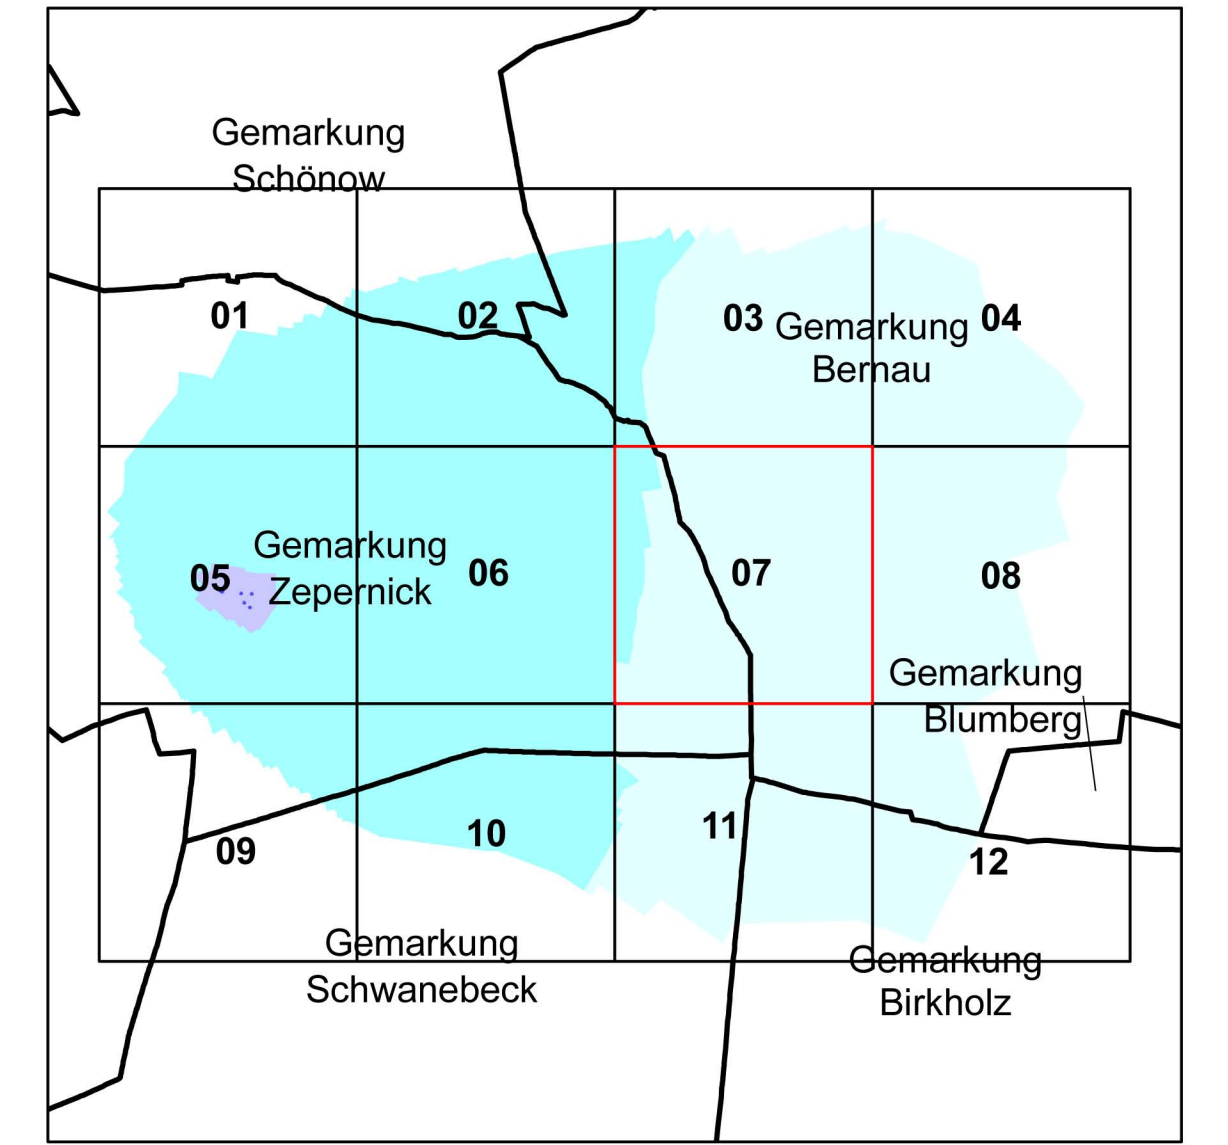 Gemarkung
Schönow
01
02
03
Gemarkung
Bernau
04
05
Gemarkung
Zepernick
06
07
08
Gemarkung
Blumberg
09
10
11
12
Gemarkung
Schwanebeck
Gemarkung
Birkholz